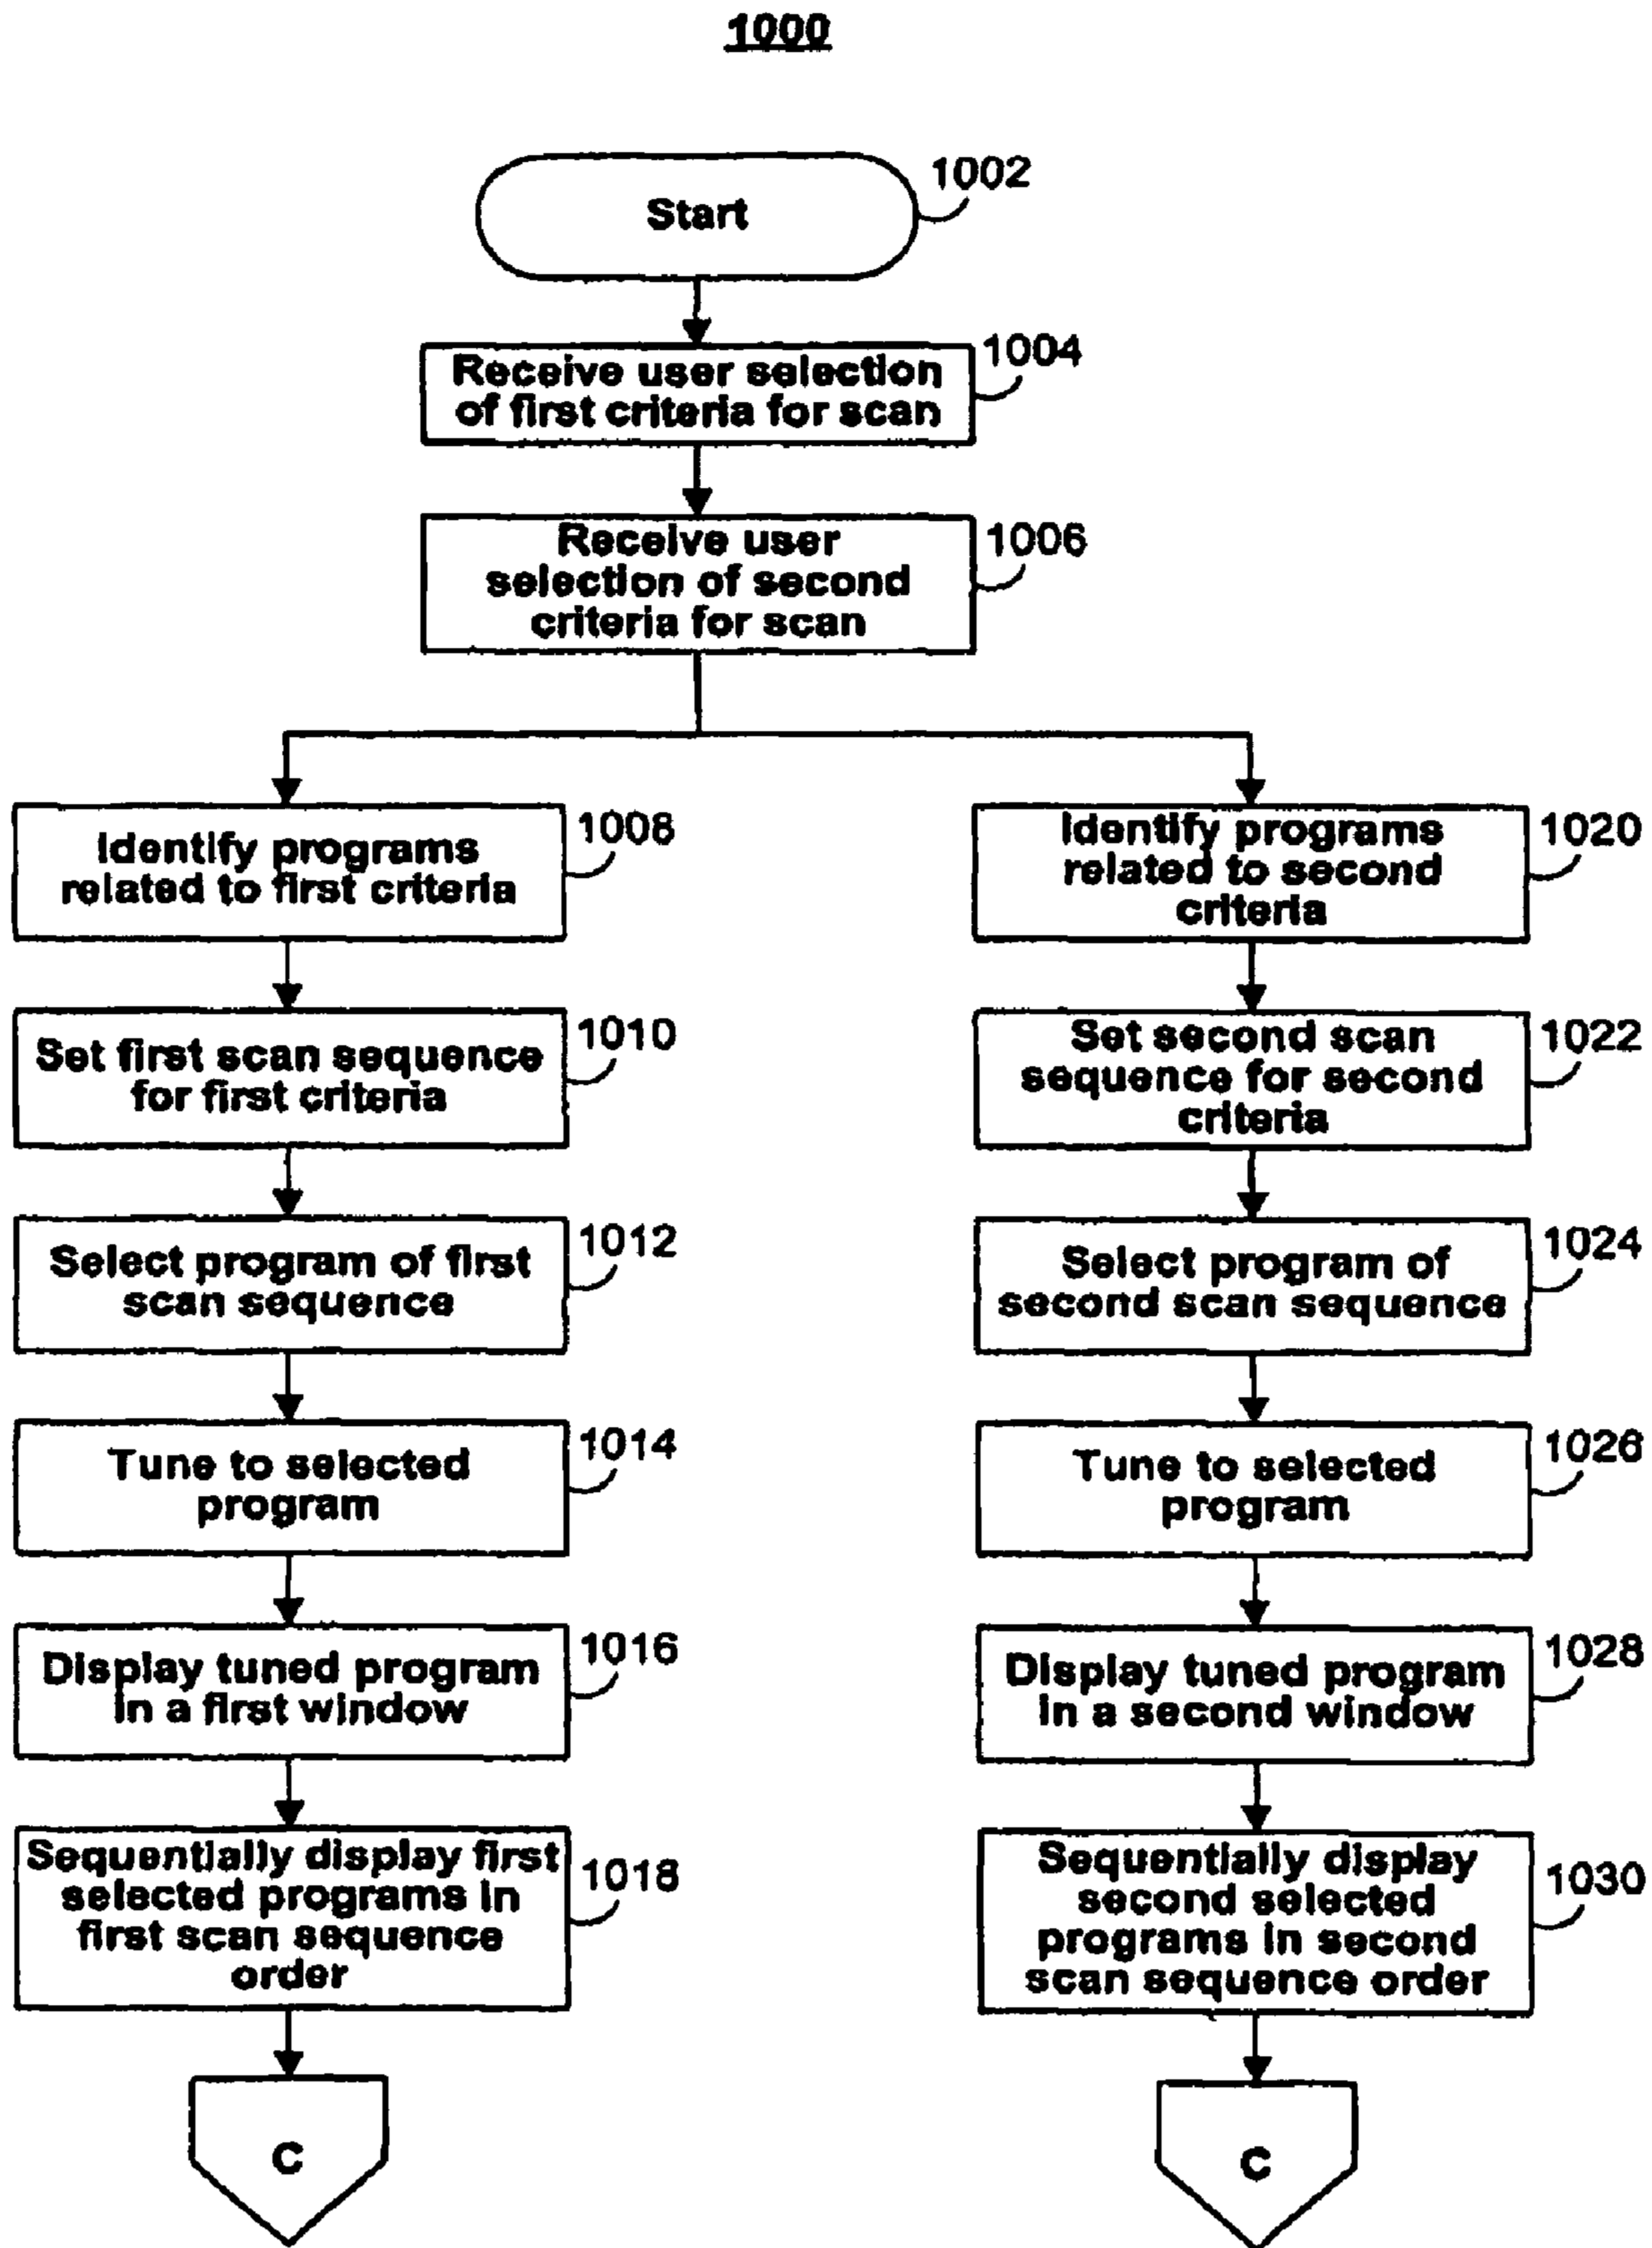 1000
Start
1002
Receive user selection
of first criteria for scan
1004
Receive user
selection of second
criteria for scan
1006
Identify programs
related to first criteria
1008
Set first scan sequence
for first criteria
1010
Select program of first
scan sequence
1012
Tune to selected
program
1014
Display tuned program
in a first window
1016
Sequentially display first
selected programs in
first scan sequence
order
1018
C
Identify programs
related to second
criteria
1020
Set second scan
sequence for second
criteria
1022
Select program of
second scan sequence
1024
Tune to selected
program
1026
Display tuned program
in a second window
1028
Sequentially display
second selected
programs in second
scan sequence order
1030
C